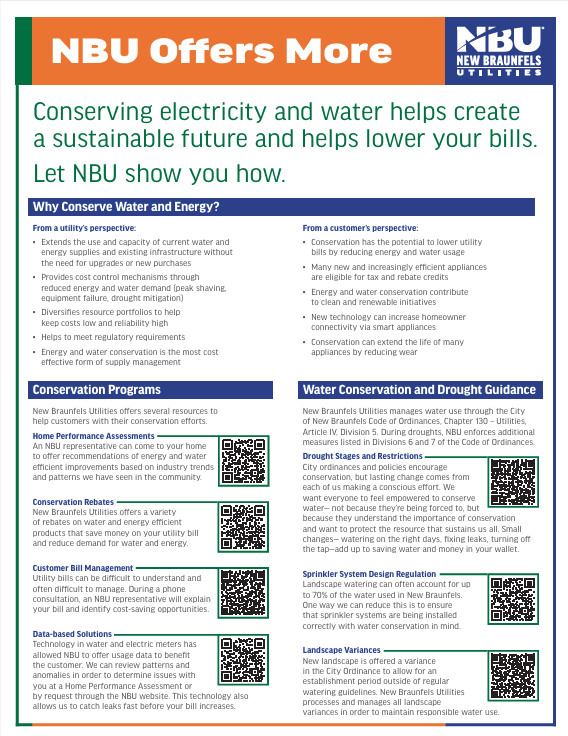 NBU Offers More
NBU
NEW BRAUNFELS
UTILITIES
Conserving electricity and water helps create
a sustainable future and helps lower your bills.
Let NBU show you how.
Why Conserve Water and Energy?
From a utility's perspective:
• Extends the use and capacity of current water and
energy supplies and existing infrastructure without
the need for upgrades or new purchases
• Provides cost control mechanisms through
reduced energy and water demand (peak shaving,
equipment failure, drought mitigation)
• Diversifies resource portfolios to help
keep costs low and reliability high
• Helps to meet regulatory requirements
• Energy and water conservation is the most cost
effective form of supply management
From a customer's perspective:
• Conservation has the potential to lower utility
bills by reducing energy and water usage
• Many new and increasingly efficient appliances
are eligible for tax and rebate credits
• Energy and water conservation contribute
to clean and renewable initiatives
• New technology can increase homeowner
connectivity via smart appliances
• Conservation can extend the life of many
appliances by reducing wear
Conservation Programs
New Braunfels Utilities offers several resources to
help customers with their conservation efforts.
Home Performance Assessments
An NBU representative can come to your home
to offer recommendations of energy and water
efficient improvements based on industry trends
and patterns we have seen in the community.
Conservation Rebates
New Braunfels Utilities offers a variety
of rebates on water and energy efficient
products that save money on your utility bill
and reduce demand for water and energy.
Customer Bill Management
Utility bills can be difficult to understand and
often difficult to manage. During a phone
consultation, an NBU representative will explain
your bill and identify cost-saving opportunities.
Data-based Solutions
Technology in water and electric meters has
allowed NBU to offer usage data to benefit
the customer. We can review patterns and
anomalies in order to determine issues with
you at a Home Performance Assessment or
by request through the NBU website. This technology also
allows us to catch leaks fast before your bill increases.
Water Conservation and Drought Guidance
New Braunfels Utilities manages water use through the City
of New Braunfels Code of Ordinances, Chapter 130 – Utilities,
Article IV, Division 5. During droughts, NBU enforces additional
measures listed in Divisions 6 and 7 of the Code of Ordinances.
Drought Stages and Restrictions
City ordinances and policies encourage
conservation, but lasting change comes from
each of us making a conscious effort. We
want everyone to feel empowered to conserve
water— not because they're being forced to, but
because they understand the importance of conservation
and want to protect the resource that sustains us all. Small
changes— watering on the right days, fixing leaks, turning off
the tap—add up to saving water and money in your wallet.
Sprinkler System Design Regulation
Landscape watering can often account for up
to 70% of the water used in New Braunfels.
One way we can reduce this is to ensure
that sprinkler systems are being installed
correctly with water conservation in mind.
Landscape Variances
New landscape is offered a variance
in the City Ordinance to allow for an
establishment period outside of regular
watering guidelines. New Braunfels Utilities
processes and manages all landscape
variances in order to maintain responsible water use.